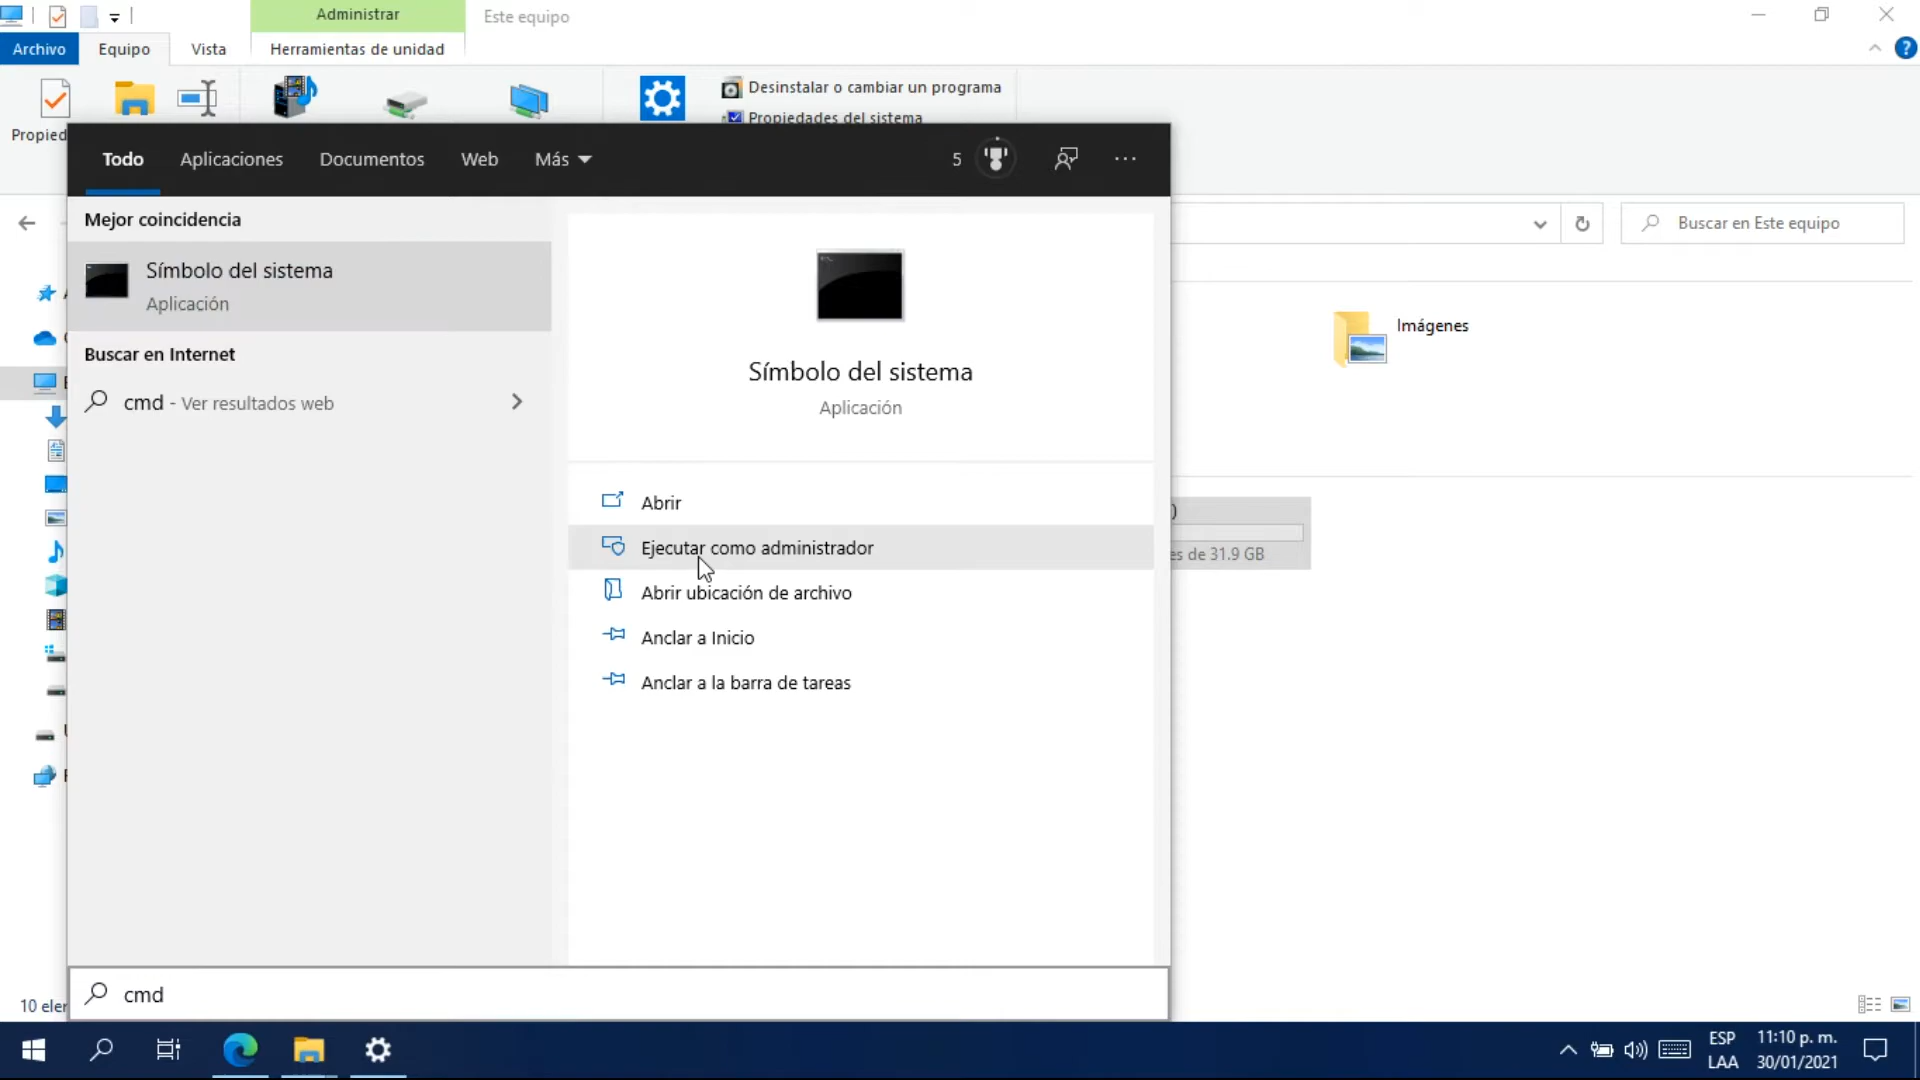 Administrar
Este equipo
Archivo
Equipo
Vista
Herramientas de unidad
?
Desinstalar o cambiar un programa
Propiedades del sistema
Propied
Todo
Aplicaciones
Documentos
Web
Más
5
Mejor coincidencia
Símbolo del sistema
Aplicación
Buscar en Internet
cmd - Ver resultados web
Símbolo del sistema
Aplicación
Abrir
Ejecutar como administrador
Abrir ubicación de archivo
Anclar a Inicio
Anclar a la barra de tareas
Buscar en Este equipo
Imágenes
)
es de 31.9 GB
cmd
10 eler
ESP
LAA
11:10 p. m.
30/01/2021